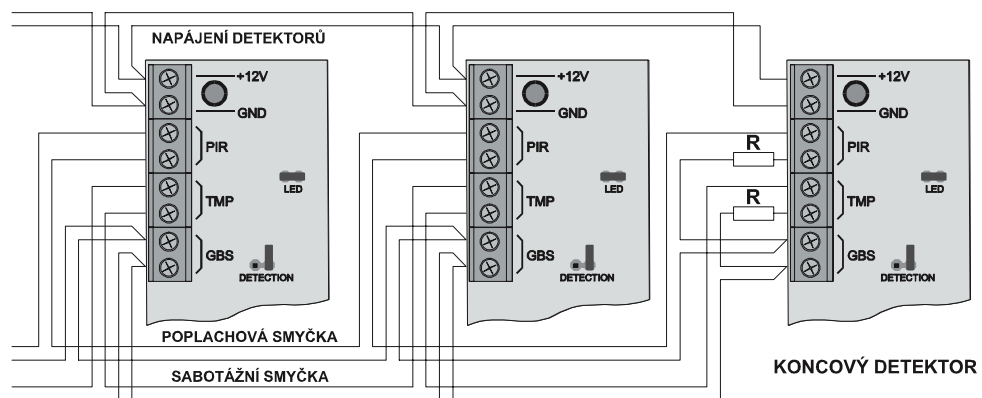 NAPÁJENÍ DETEKTORŮ
+12V
GND
PIR
TMP
GBS
LED
DETECTION
+12V
GND
PIR
TMP
GBS
LED
DETECTION
+12V
GND
R
PIR
R
TMP
GBS
LED
DETECTION
POPLACHOVÁ SMYČKA
SABOTÁŽNÍ SMYČKA
KONCOVÝ DETEKTOR